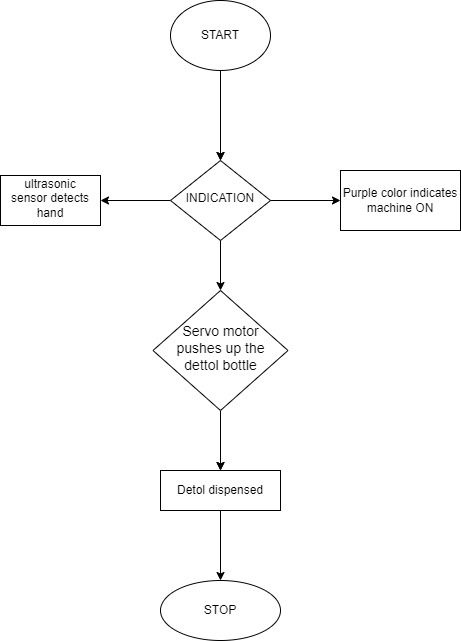 START
ultrasonic
sensor detects
hand
INDICATION
Purple color indicates
machine ON
Servo motor
pushes up the
dettol bottle
Detol dispensed
STOP